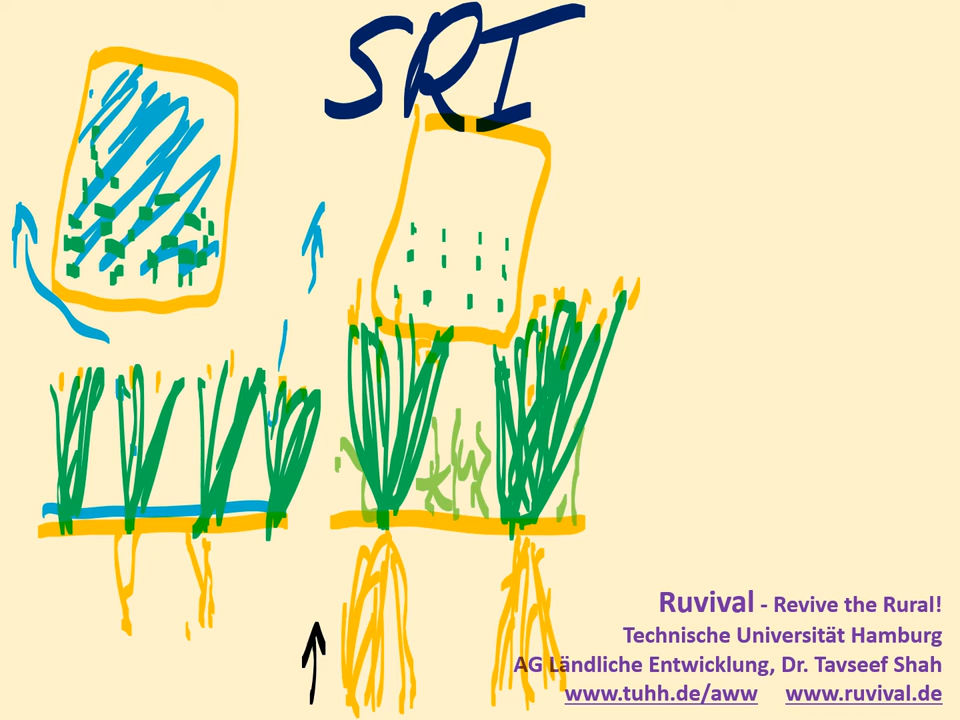 SRI
Ruvival - Revive the Rural!
Technische Universität Hamburg
AG Ländliche Entwicklung, Dr. Tavseef Shah
www.tuhh.de/aww www.ruvival.de